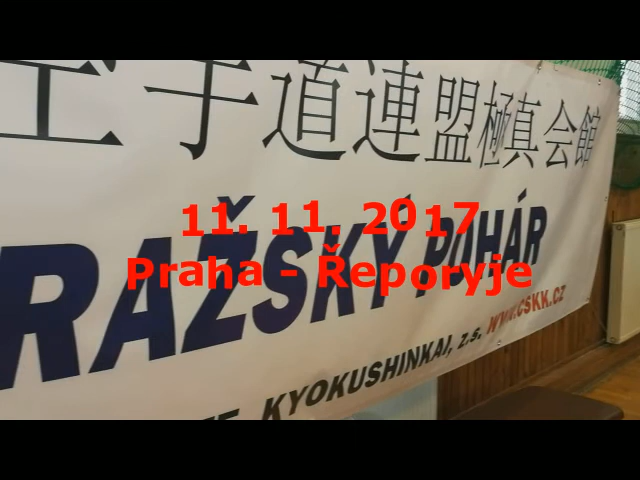 空手道連盟極真会館
11. 11. 2017
RAŽSKÝ POHÁR
Praha - Řeporyje
KYOKUSHINKAI, z.s. www.CSKK.CZ